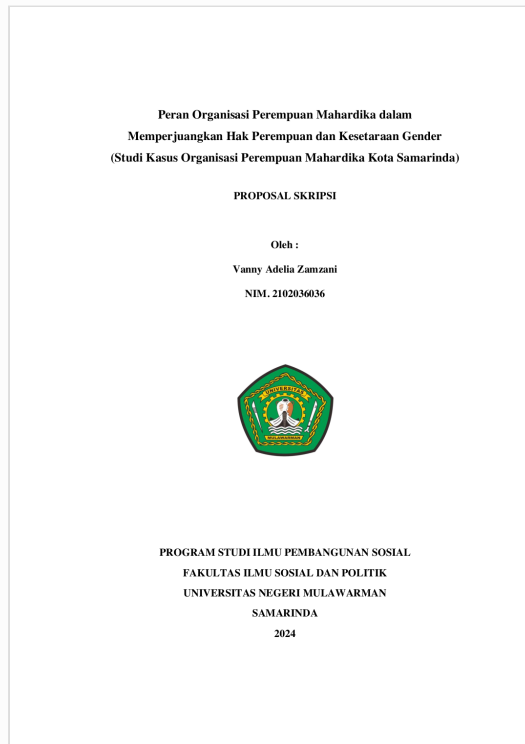 Peran Organisasi Perempuan Mahardika dalam
Memperjuangkan Hak Perempuan dan Kesetaraan Gender
(Studi Kasus Organisasi Perempuan Mahardika Kota Samarinda)
PROPOSAL SKRIPSI
Oleh :
Vanny Adelia Zamzani
NIM. 2102036036
UNIVERSITAS
MULAWARMAN
PROGRAM STUDI ILMU PEMBANGUNAN SOSIAL
FAKULTAS ILMU SOSIAL DAN POLITIK
UNIVERSITAS NEGERI MULAWARMAN
SAMARINDA
2024